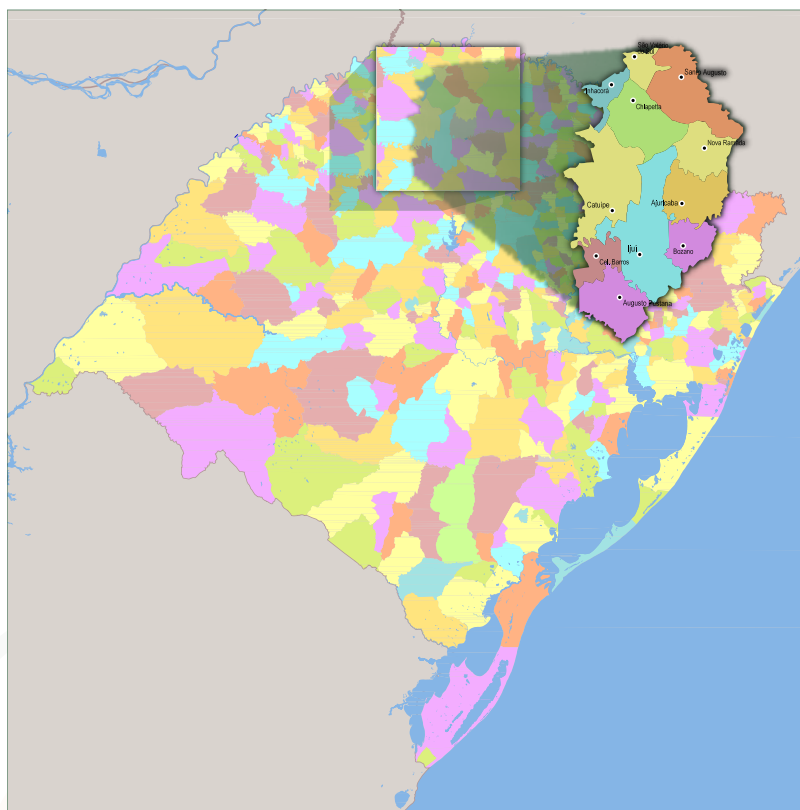 Santo Augusto
Inhacorá
Chiapetta
Nova Ramada
Catuípe
Ajuricaba
Ijuí
Bozano
Cel. Barros
Augusto Pestana